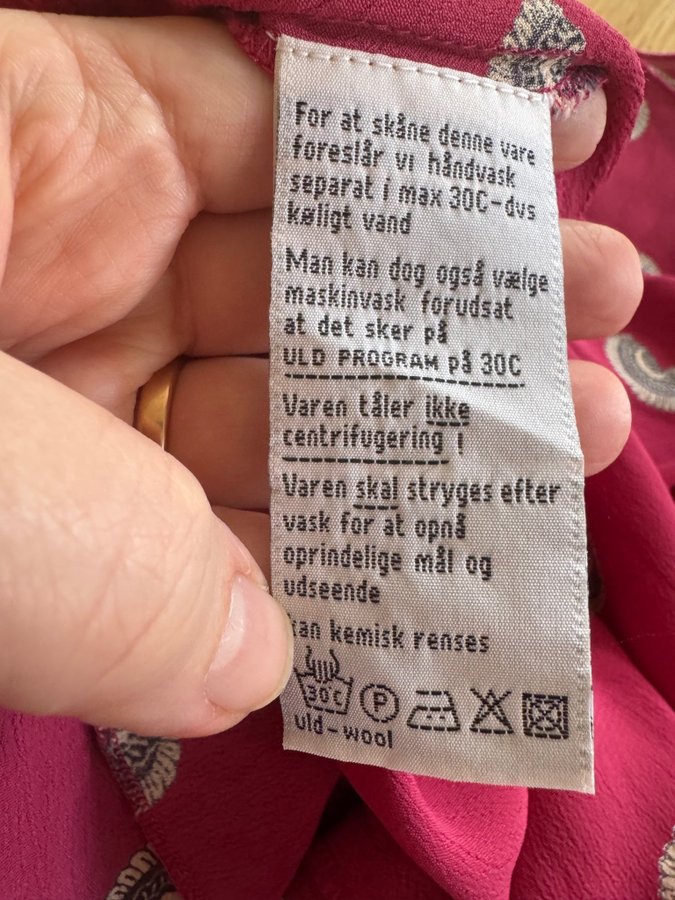 For at skåne denne vare
foreslår vi håndvask
separat i max 30C-dvs
køligt vand
Man kan dog også vælge
maskinvask forudsat
at det sker på
ULD PROGRAM på 30C
Varen tåler ikke
centrifugering !
Varen skal stryges efter
vask for at opnå
oprindelige mål og
udseende
kan kemisk renses
30°C P
uld-wool